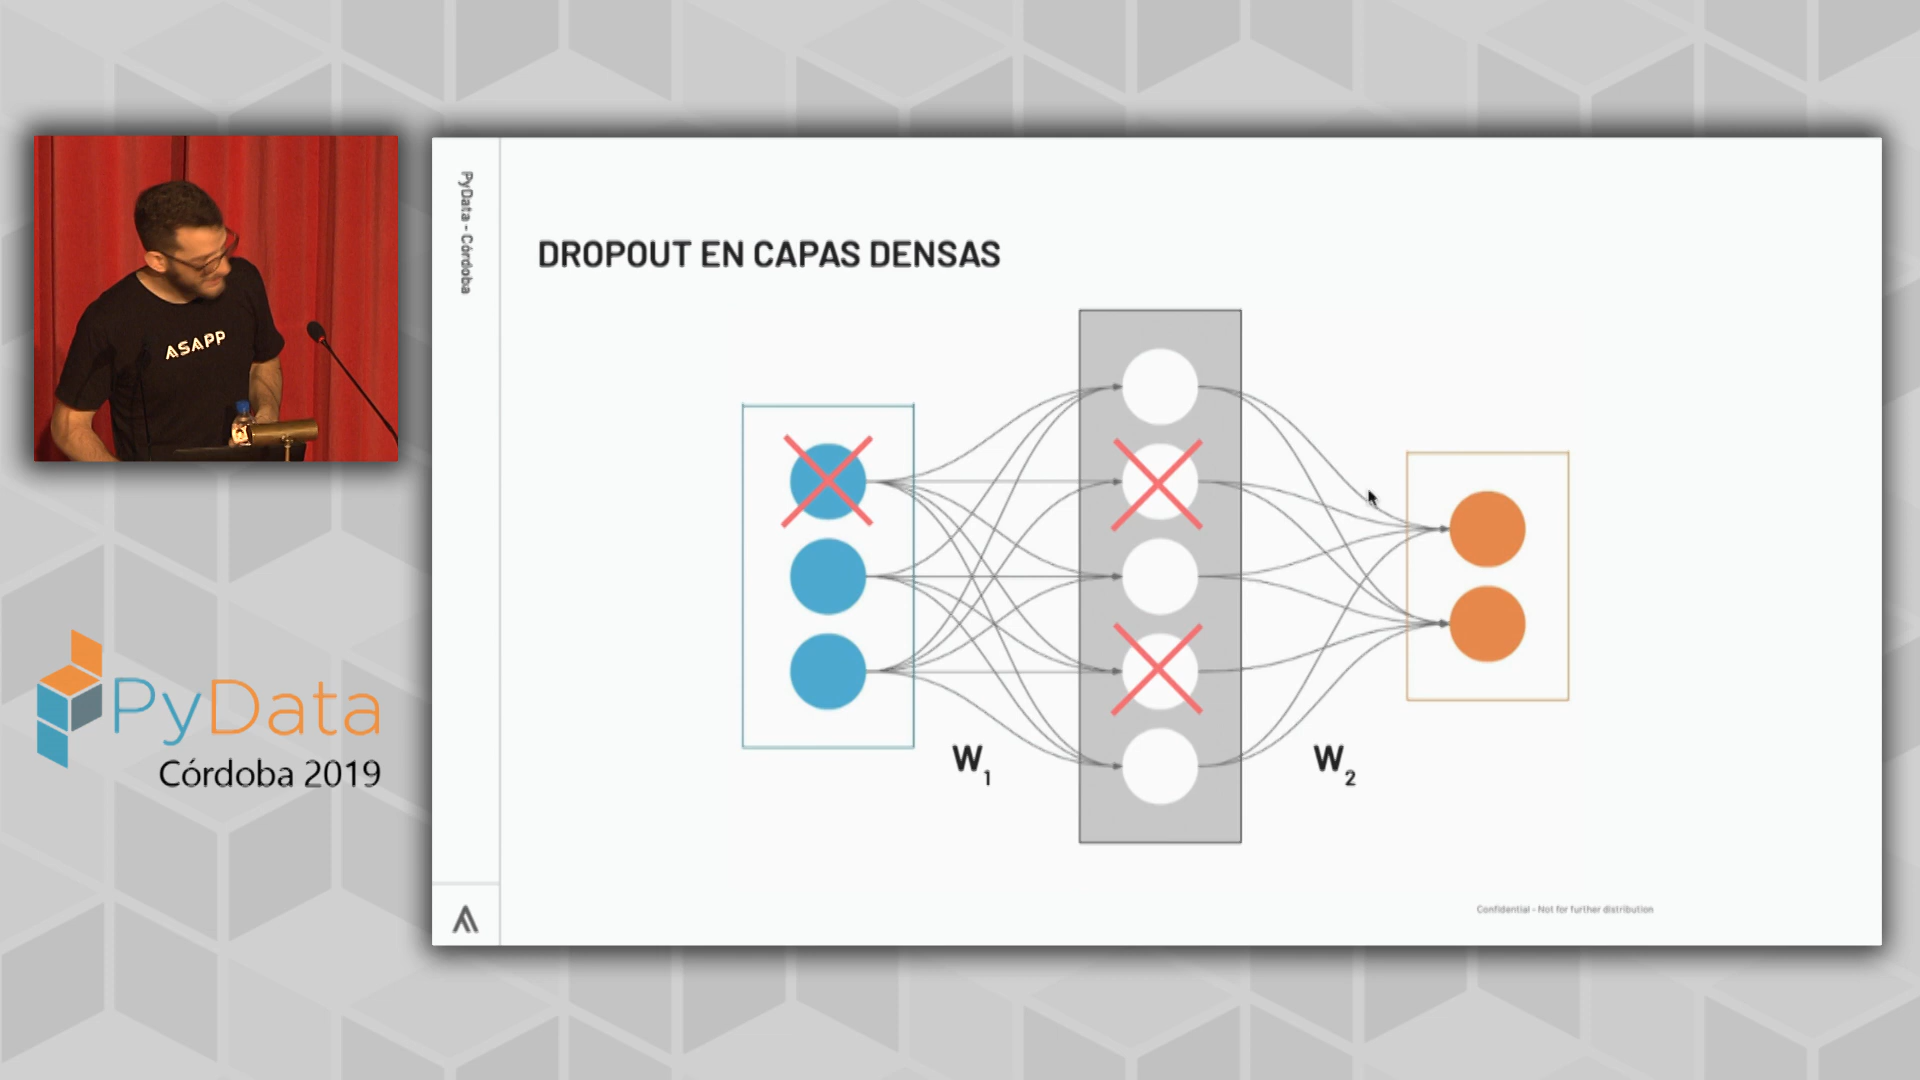 ASAPP
PyData
Córdoba 2019
PyData - Córdoba
DROPOUT EN CAPAS DENSAS
W1
W2
Confidential - Not for further distribution